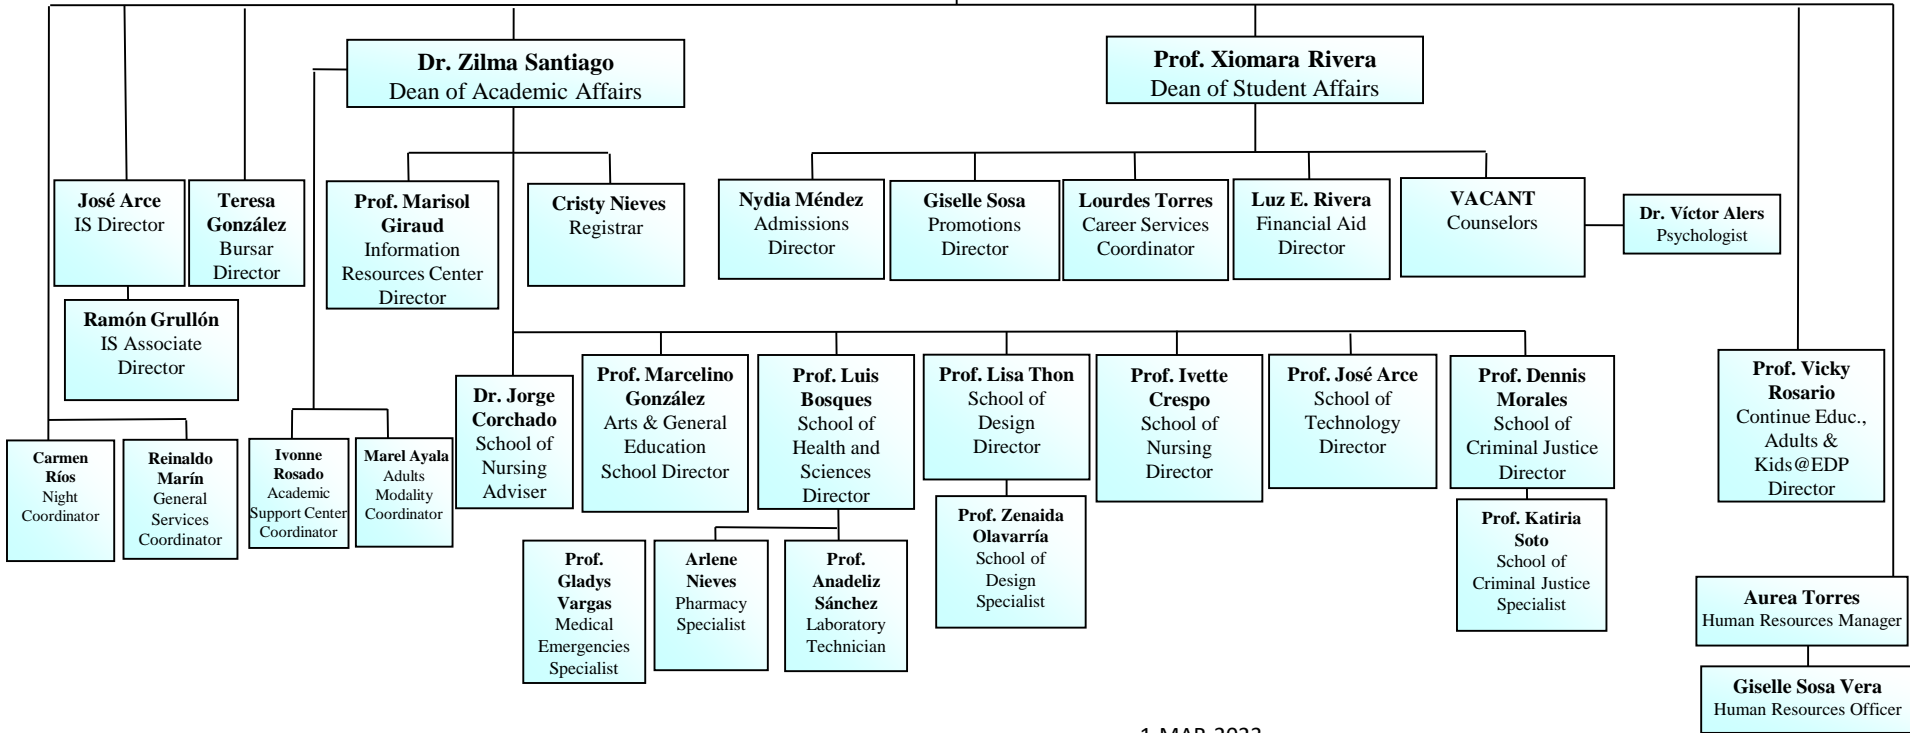 Dr. Zilma Santiago
Dean of Academic Affairs
Prof. Xiomara Rivera
Dean of Student Affairs
José Arce
IS Director
Teresa
González
Bursar
Director
Prof. Marisol
Giraud
Information
Resources Center
Director
Cristy Nieves
Registrar
Nydia Méndez
Admissions
Director
Giselle Sosa
Promotions
Director
Lourdes Torres
Career Services
Coordinator
Luz E. Rivera
Financial Aid
Director
VACANT
Counselors
Dr. Víctor Alers
Psychologist
Ramón Grullón
IS Associate
Director
Dr. Jorge
Corchado
School of
Nursing
Adviser
Prof. Marcelino
González
Arts & General
Education
School Director
Prof. Luis
Bosques
School of
Health and
Sciences
Director
Prof. Lisa Thon
School of
Design
Director
Prof. Ivette
Crespo
School of
Nursing
Director
Prof. José Arce
School of
Technology
Director
Prof. Dennis
Morales
School of
Criminal Justice
Director
Prof. Vicky
Rosario
Continue Educ.,
Adults &
Kids@EDP
Director
Carmen
Ríos
Night
Coordinator
Reinaldo
Marín
General
Services
Coordinator
Ivonne
Rosado
Academic
Support Center
Coordinator
Marel Ayala
Adults
Modality
Coordinator
Prof.
Gladys
Vargas
Medical
Emergencies
Specialist
Arlene
Nieves
Pharmacy
Specialist
Prof.
Anadeliz
Sánchez
Laboratory
Technician
Prof. Zenaida
Olavarría
School of
Design
Specialist
Prof. Katiria
Soto
School of
Criminal Justice
Specialist
Aurea Torres
Human Resources Manager
Giselle Sosa Vera
Human Resources Officer